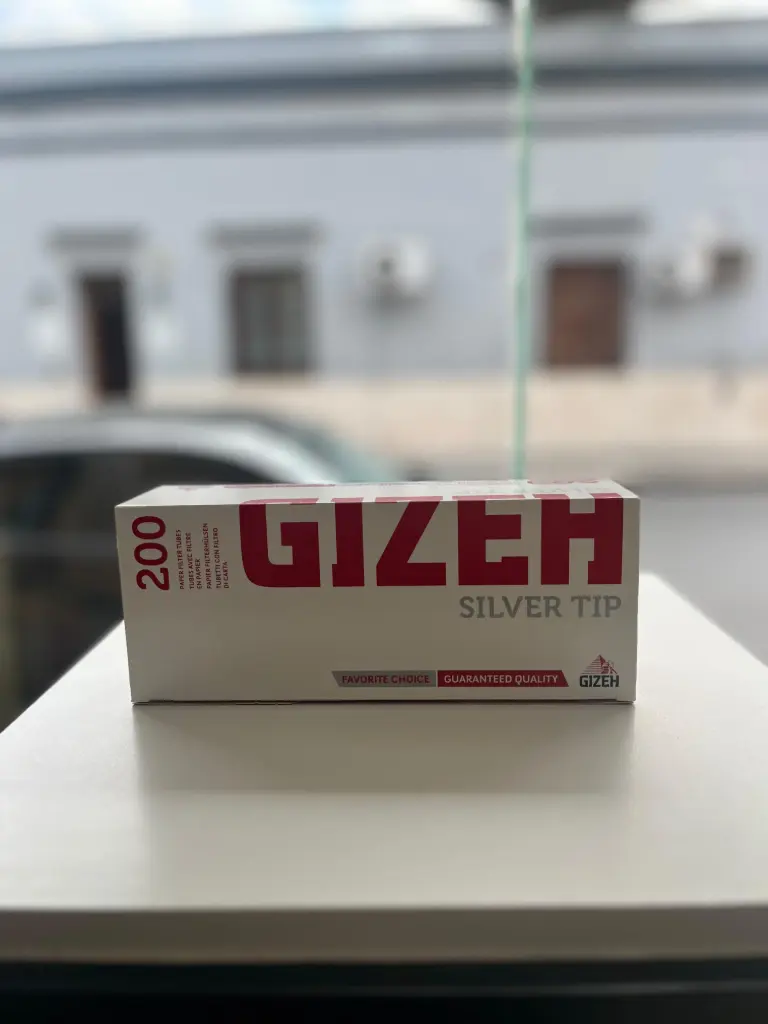 200
PAPER FILTER TUBES
TUBES AVEC FILTRE
EN PAPIER
PAPIER FILTERHÜLSEN
TUBETTI CON FILTRO
DI CARTA
GIZEH
SILVER TIP
FAVORITE CHOICE
GUARANTEED QUALITY
GIZEH